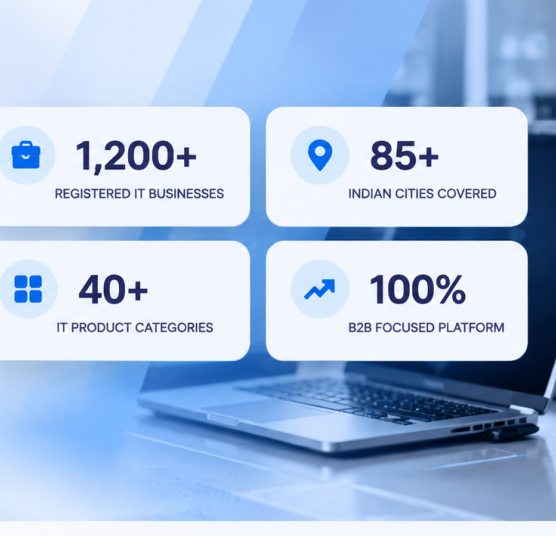 1,200+
REGISTERED IT BUSINESSES
85+
INDIAN CITIES COVERED
40+
IT PRODUCT CATEGORIES
100%
B2B FOCUSED PLATFORM